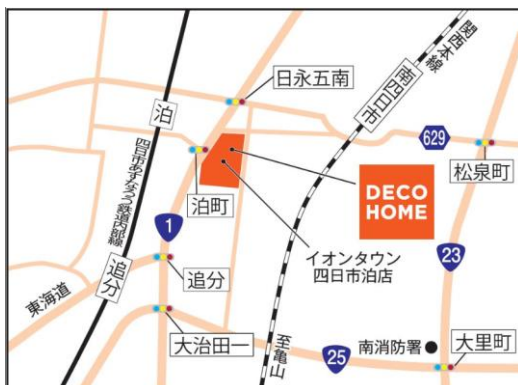 関西本線
日永五南
南四日市
泊
629
松泉町
四日市あすなろう鉄道内部線
泊町
DECO
HOME
1
イオンタウン
四日市泊店
23
追分
追分
東海道
大治田一
至亀山
南消防署
大里町
25